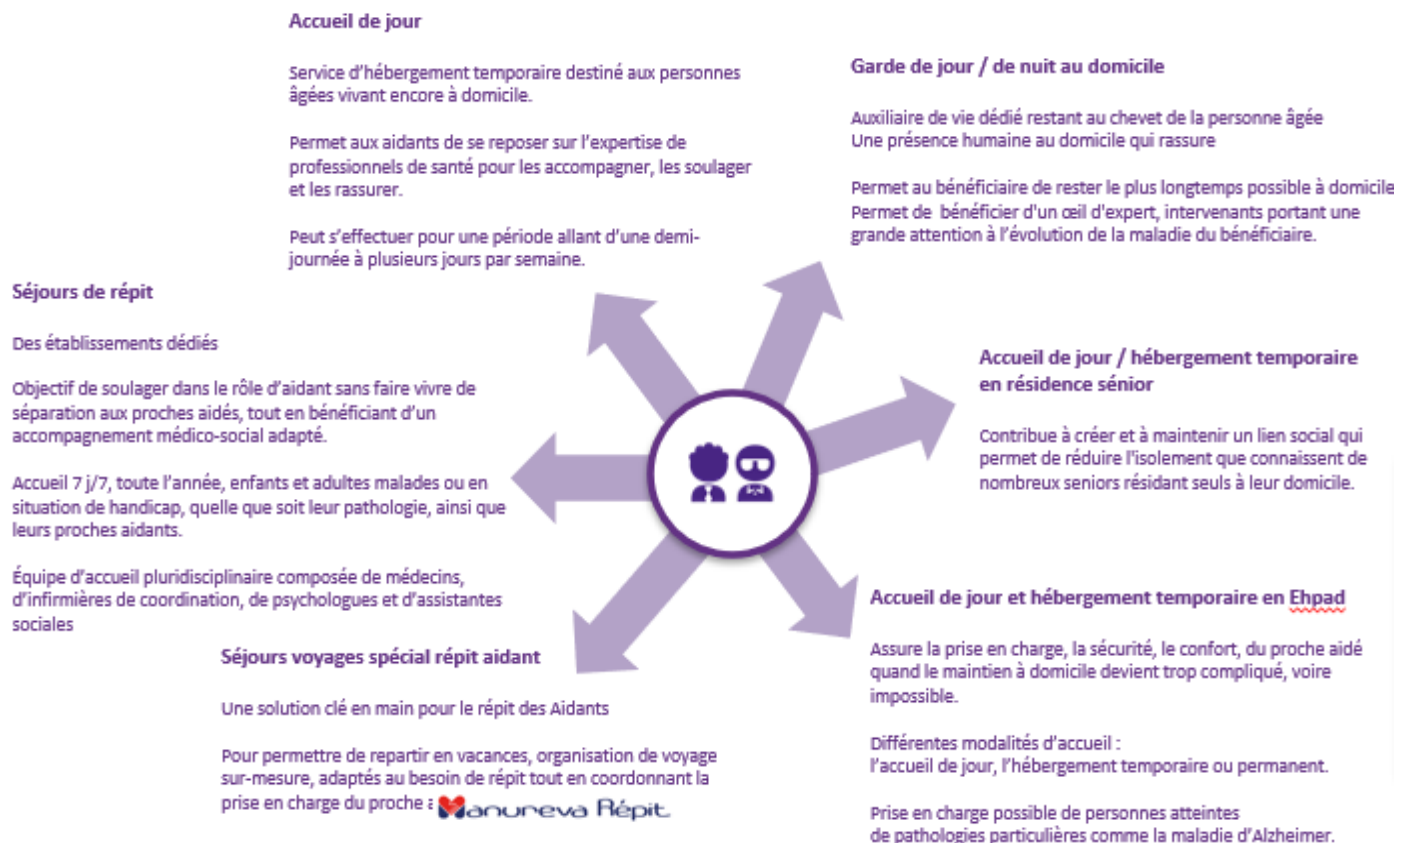 Accueil de jour
Service d’hébergement temporaire destiné aux personnes
âgées vivant encore à domicile.
Permet aux aidants de se reposer sur l’expertise de
professionnels de santé pour les accompagner, les soulager
et les rassurer.
Peut s’effectuer pour une période allant d’une demi-
journée à plusieurs jours par semaine.
Garde de jour / de nuit au domicile
Auxiliaire de vie dédié restant au chevet de la personne âgée
Une présence humaine au domicile qui rassure
Permet au bénéficiaire de rester le plus longtemps possible à domicile
Permet de bénéficier d'un œil d'expert, intervenants portant une
grande attention à l’évolution de la maladie du bénéficiaire.
Séjours de répit
Des établissements dédiés
Objectif de soulager dans le rôle d’aidant sans faire vivre de
séparation aux proches aidés, tout en bénéficiant d’un
accompagnement médico-social adapté.
Accueil 7 j/7, toute l’année, enfants et adultes malades ou en
situation de handicap, quelle que soit leur pathologie, ainsi que
leurs proches aidants.
Équipe d’accueil pluridisciplinaire composée de médecins,
d’infirmières de coordination, de psychologues et d’assistantes
sociales
Accueil de jour / hébergement temporaire
en résidence sénior
Contribue à créer et à maintenir un lien social qui
permet de réduire l'isolement que connaissent de
nombreux seniors résidant seuls à leur domicile.
Séjours voyages spécial répit aidant
Une solution clé en main pour le répit des Aidants
Pour permettre de repartir en vacances, organisation de voyage
sur-mesure, adaptés au besoin de répit tout en coordonnant la
prise en charge du proche
Manureva Répit
Accueil de jour et hébergement temporaire en Ehpad
Assure la prise en charge, la sécurité, le confort, du proche aidé
quand le maintien à domicile devient trop compliqué, voire
impossible.
Différentes modalités d’accueil :
l’accueil de jour, l’hébergement temporaire ou permanent.
Prise en charge possible de personnes atteintes
de pathologies particulières comme la maladie d’Alzheimer.